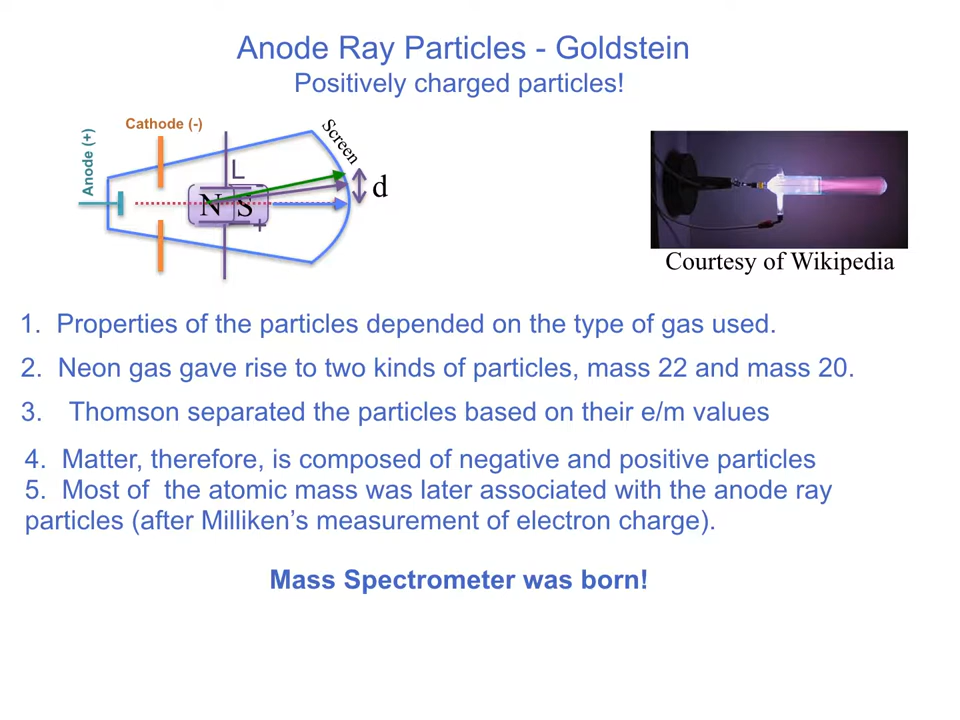 Anode Ray Particles - Goldstein
Positively charged particles!
Cathode (-)
Anode (+)
Screen
L
d
N S
+
Courtesy of Wikipedia
1. Properties of the particles depended on the type of gas used.
2. Neon gas gave rise to two kinds of particles, mass 22 and mass 20.
3. Thomson separated the particles based on their e/m values
4. Matter, therefore, is composed of negative and positive particles
5. Most of the atomic mass was later associated with the anode ray
particles (after Milliken’s measurement of electron charge).
Mass Spectrometer was born!